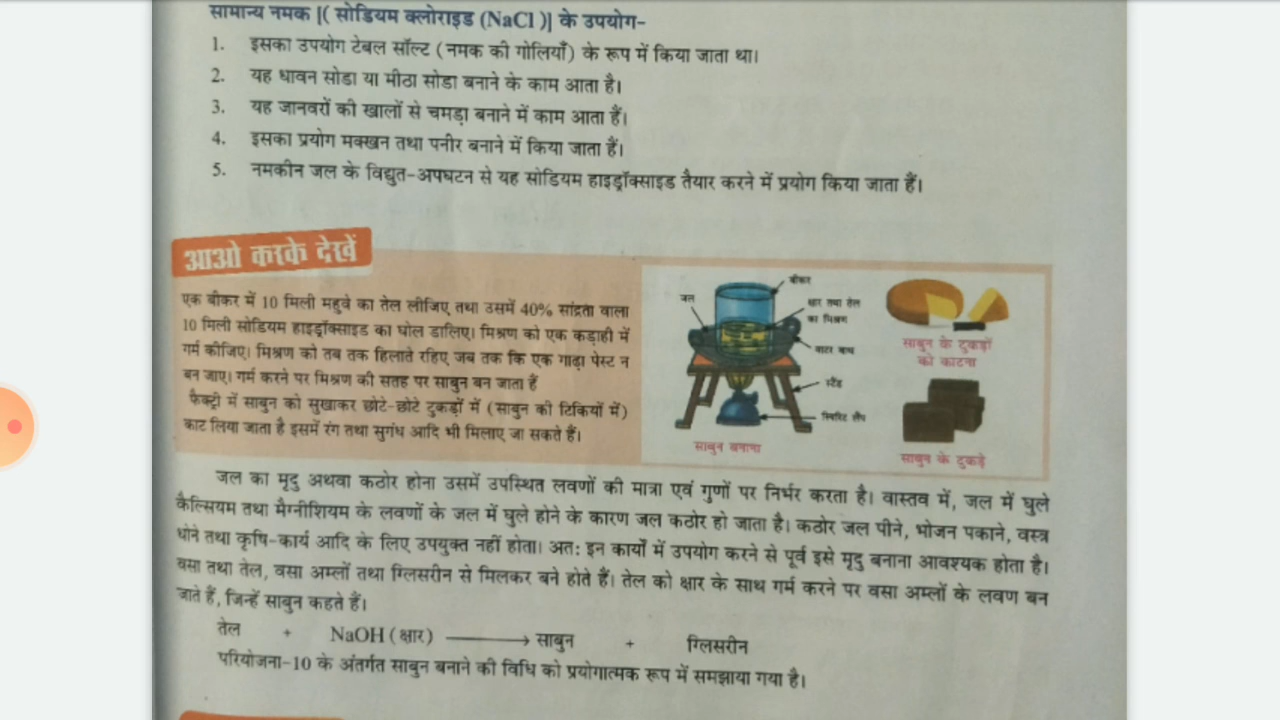 सामान्य नमक [( सोडियम क्लोराइड (NaCl )] के उपयोग-
1. इसका उपयोग टेबल सॉल्ट ( नमक की गोलियाँ) के रूप में किया जाता था।
2. यह धावन सोडा या मीठा सोडा बनाने के काम आता है।
3. यह जानवरों की खालों से चमड़ा बनाने में काम आता हैं।
4. इसका प्रयोग मक्खन तथा पनीर बनाने में किया जाता हैं।
5. नमकीन जल के विद्युत-अपघटन से यह सोडियम हाइड्रॉक्साइड तैयार करने में प्रयोग किया जाता हैं।
आओ करके देखें
एक बीकर में 10 मिली महुवे का तेल लीजिए तथा उसमें 40% सांद्रता वाला
10 मिली सोडियम हाइड्रॉक्साइड का घोल डालिए। मिश्रण को एक कड़ाही में
गर्म कीजिए। मिश्रण को तब तक हिलाते रहिए जब तक कि एक गाढ़ा पेस्ट न
बन जाए। गर्म करने पर मिश्रण की सतह पर साबुन बन जाता हैं
फैक्ट्री में साबुन को सुखाकर छोटे-छोटे टुकड़ों में (साबुन की टिकियों में)
काट लिया जाता है इसमें रंग तथा सुगंध आदि भी मिलाए जा सकते हैं।
बीकर
जल
क्षार तथा तेल
का मिश्रण
वाटर बाथ
स्टैंड
स्पिरिट लैंप
साबुन बनाना
साबुन के टुकड़ों
को काटना
साबुन के टुकड़े
जल का मृदु अथवा कठोर होना उसमें उपस्थित लवणों की मात्रा एवं गुणों पर निर्भर करता है। वास्तव में, जल में घुले
कैल्सियम तथा मैग्नीशियम के लवणों के जल में घुले होने के कारण जल कठोर हो जाता है। कठोर जल पीने, भोजन पकाने, वस्त्र
धोने तथा कृषि-कार्य आदि के लिए उपयुक्त नहीं होता। अतः इन कार्यों में उपयोग करने से पूर्व इसे मृदु बनाना आवश्यक होता है।
वसा तथा तेल, वसा अम्लों तथा ग्लिसरीन से मिलकर बने होते हैं। तेल को क्षार के साथ गर्म करने पर वसा अम्लों के लवण बन
जाते हैं, जिन्हें साबुन कहते हैं।
तेल + NaOH ( क्षार ) ⟶ साबुन + ग्लिसरीन
परियोजना-10 के अंतर्गत साबुन बनाने की विधि को प्रयोगात्मक रूप में समझाया गया है।